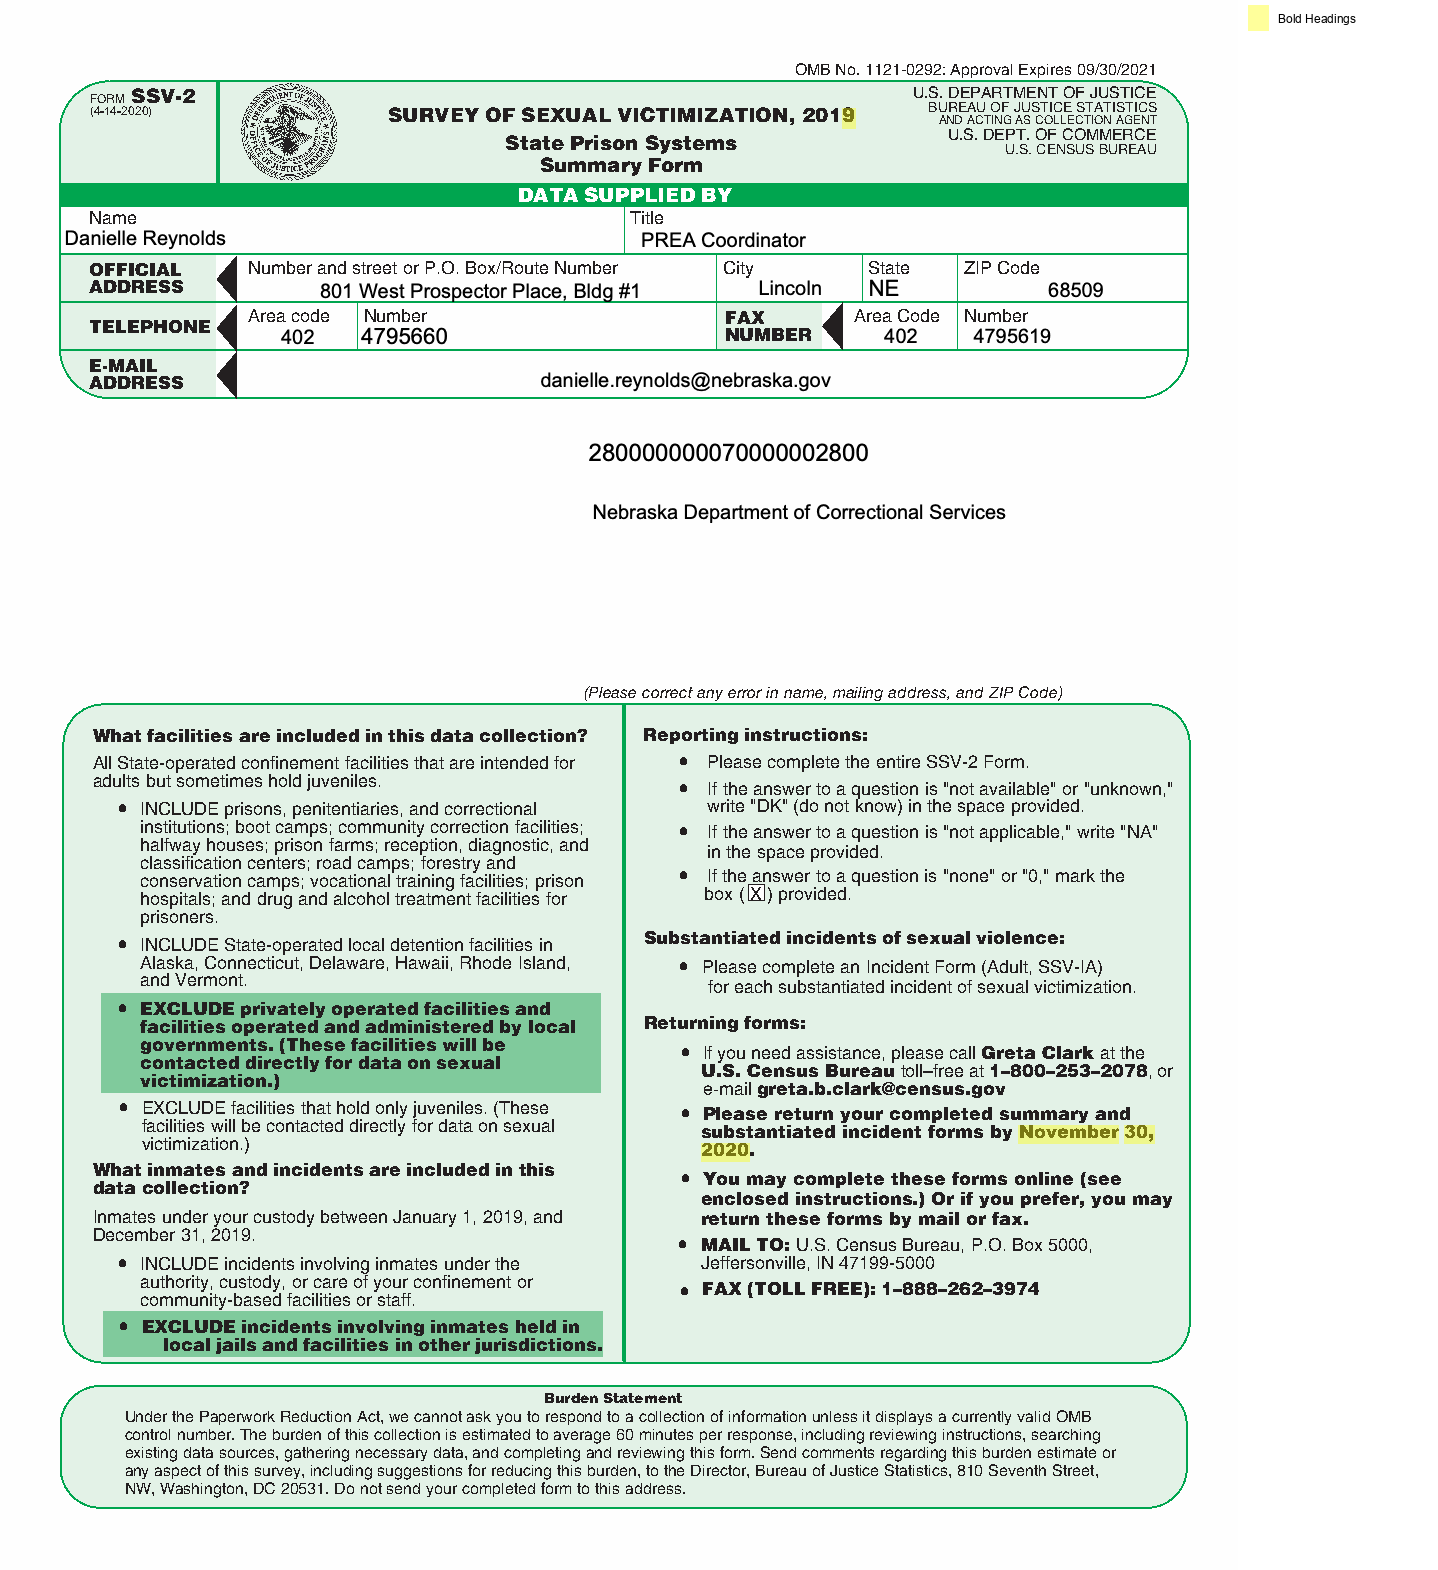 Bold Headings
OMB No. 1121-0292: Approval Expires 09/30/2021
FORM SSV-2
(4-14-2020)
SURVEY OF SEXUAL VICTIMIZATION, 2019
State Prison Systems
Summary Form
U.S. DEPARTMENT OF JUSTICE
BUREAU OF JUSTICE STATISTICS
AND ACTING AS COLLECTION AGENT
U.S. DEPT. OF COMMERCE
U.S. CENSUS BUREAU
DATA SUPPLIED BY
Name
Danielle Reynolds
Title
PREA Coordinator
OFFICIAL
ADDRESS
Number and street or P.O. Box/Route Number
801 West Prospector Place, Bldg #1
City
Lincoln
State
NE
ZIP Code
68509
TELEPHONE
Area code
402
Number
4795660
FAX
NUMBER
Area Code
402
Number
4795619
E-MAIL
ADDRESS
danielle.reynolds@nebraska.gov
280000000070000002800
Nebraska Department of Correctional Services
(Please correct any error in name, mailing address, and ZIP Code)
What facilities are included in this data collection?
All State-operated confinement facilities that are intended for
adults but sometimes hold juveniles.
• INCLUDE prisons, penitentiaries, and correctional
institutions; boot camps; community correction facilities;
halfway houses; prison farms; reception, diagnostic, and
classification centers; road camps; forestry and
conservation camps; vocational training facilities; prison
hospitals; and drug and alcohol treatment facilities for
prisoners.
• INCLUDE State-operated local detention facilities in
Alaska, Connecticut, Delaware, Hawaii, Rhode Island,
and Vermont.
• EXCLUDE privately operated facilities and
facilities operated and administered by local
governments. (These facilities will be
contacted directly for data on sexual
victimization.)
• EXCLUDE facilities that hold only juveniles. (These
facilities will be contacted directly for data on sexual
victimization.)
What inmates and incidents are included in this
data collection?
Inmates under your custody between January 1, 2019, and
December 31, 2019.
• INCLUDE incidents involving inmates under the
authority, custody, or care of your confinement or
community-based facilities or staff.
• EXCLUDE incidents involving inmates held in
local jails and facilities in other jurisdictions.
Reporting instructions:
• Please complete the entire SSV-2 Form.
• If the answer to a question is "not available" or "unknown,"
write "DK" (do not know) in the space provided.
• If the answer to a question is "not applicable," write "NA"
in the space provided.
• If the answer to a question is "none" or "0," mark the
box (X) provided.
Substantiated incidents of sexual violence:
• Please complete an Incident Form (Adult, SSV-IA)
for each substantiated incident of sexual victimization.
Returning forms:
• If you need assistance, please call Greta Clark at the
U.S. Census Bureau toll–free at 1–800–253–2078, or
e-mail greta.b.clark@census.gov
• Please return your completed summary and
substantiated incident forms by November 30,
2020.
• You may complete these forms online (see
enclosed instructions.) Or if you prefer, you may
return these forms by mail or fax.
• MAIL TO: U.S. Census Bureau, P.O. Box 5000,
Jeffersonville, IN 47199-5000
• FAX (TOLL FREE): 1–888–262–3974
Burden Statement
Under the Paperwork Reduction Act, we cannot ask you to respond to a collection of information unless it displays a currently valid OMB
control number. The burden of this collection is estimated to average 60 minutes per response, including reviewing instructions, searching
existing data sources, gathering necessary data, and completing and reviewing this form. Send comments regarding this burden estimate or
any aspect of this survey, including suggestions for reducing this burden, to the Director, Bureau of Justice Statistics, 810 Seventh Street,
NW, Washington, DC 20531. Do not send your completed form to this address.